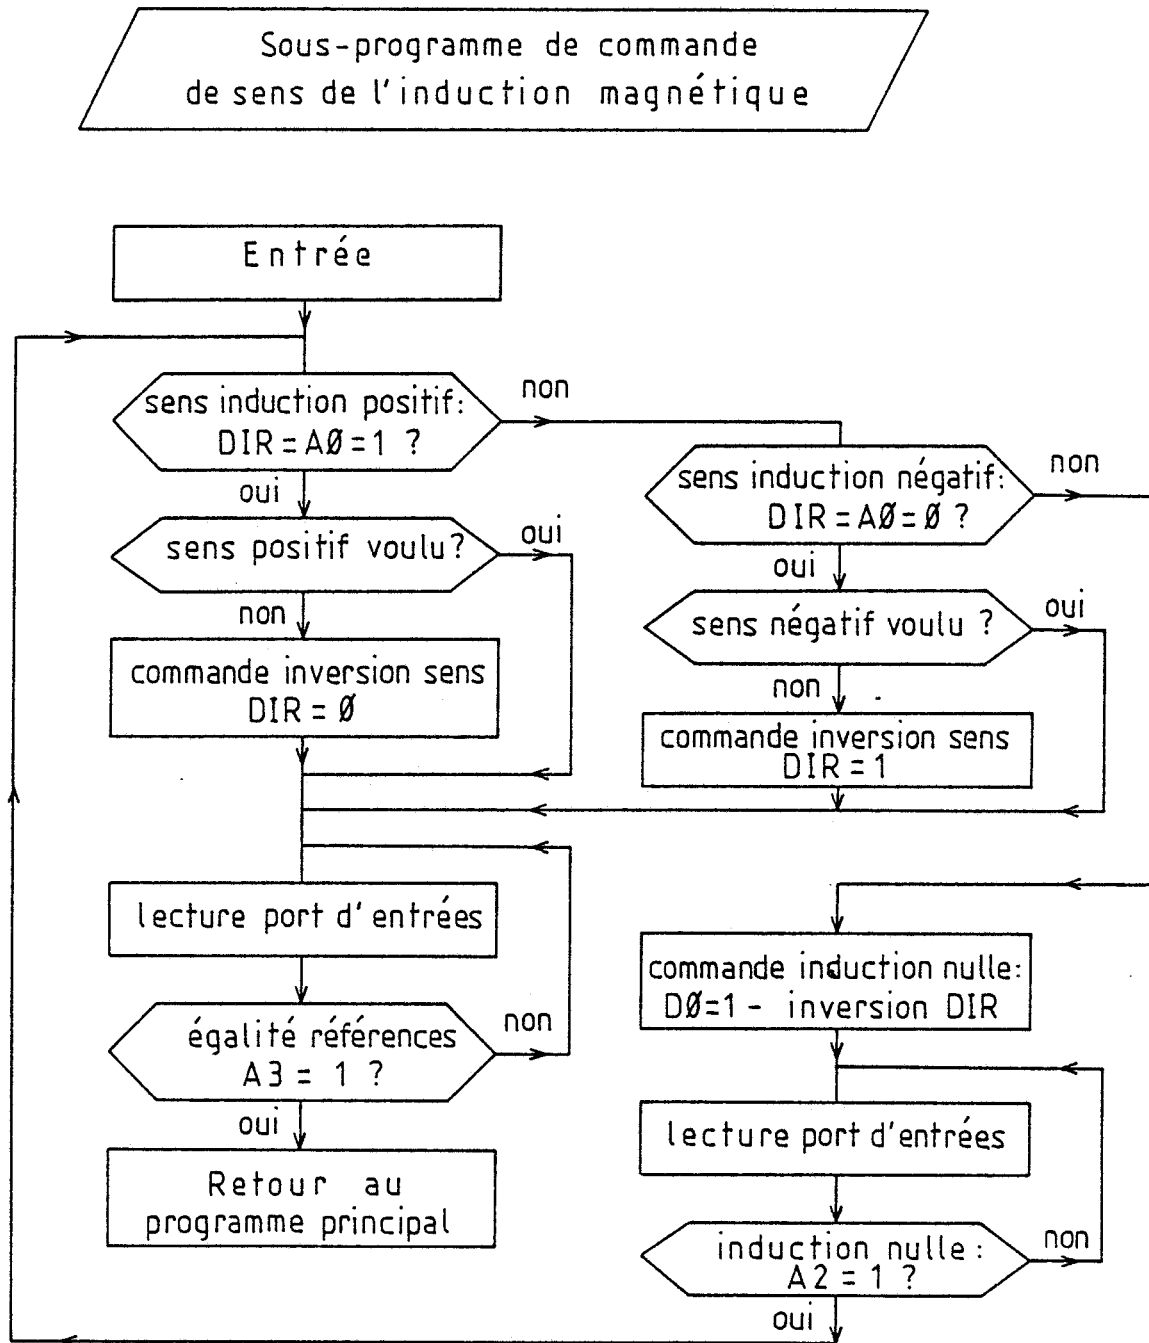 Sous-programme de commande
de sens de l'induction magnétique
Entrée
sens induction positif:
DIR = AØ = 1 ?
non
oui
sens positif voulu?
oui
non
commande inversion sens
DIR = Ø
sens induction négatif:
DIR = AØ = Ø ?
non
oui
sens négatif voulu ?
oui
non
commande inversion sens
DIR = 1
lecture port d'entrées
égalité références
A3 = 1 ?
non
oui
Retour au
programme principal
commande induction nulle:
DØ=1 - inversion DIR
lecture port d'entrées
induction nulle :
A2 = 1 ?
non
oui